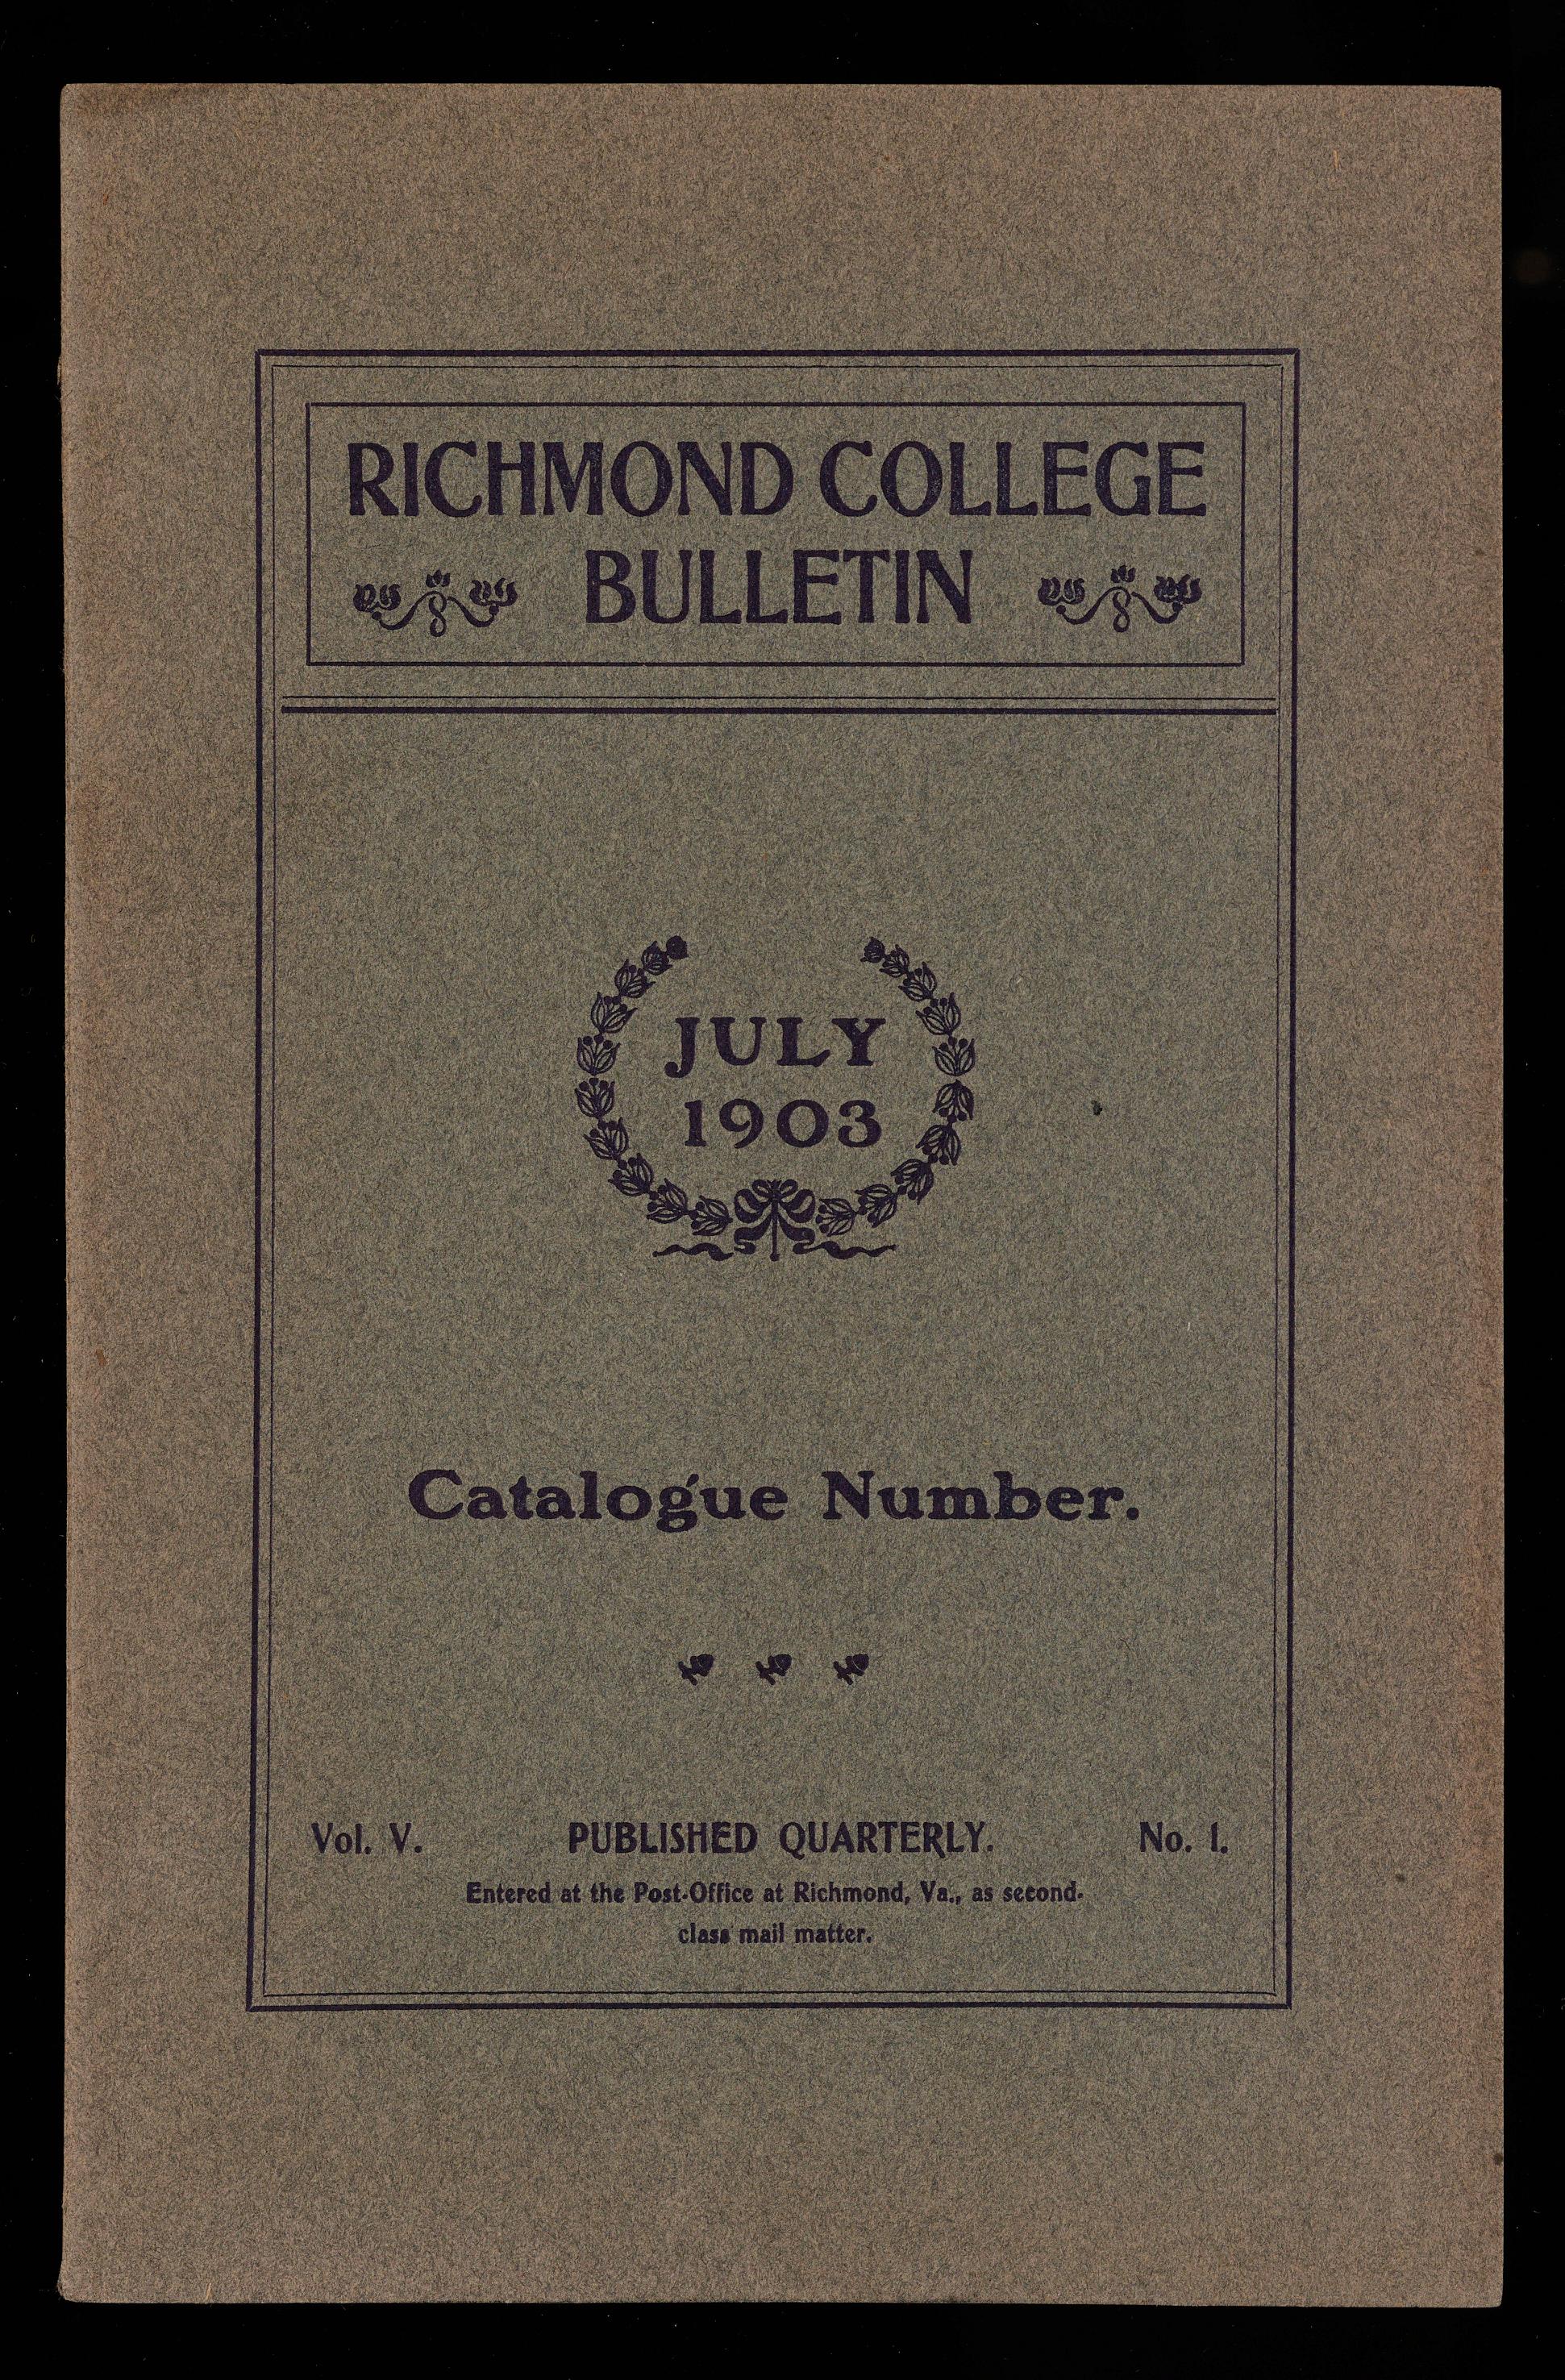 RICHMOND COLLEGE
BULLETIN
JULY
1903
Catalogue Number.
Vol. V. PUBLISHED QUARTERLY. No. 1.
Entered at the Post-Office at Richmond, Va., as second-
class mail matter.